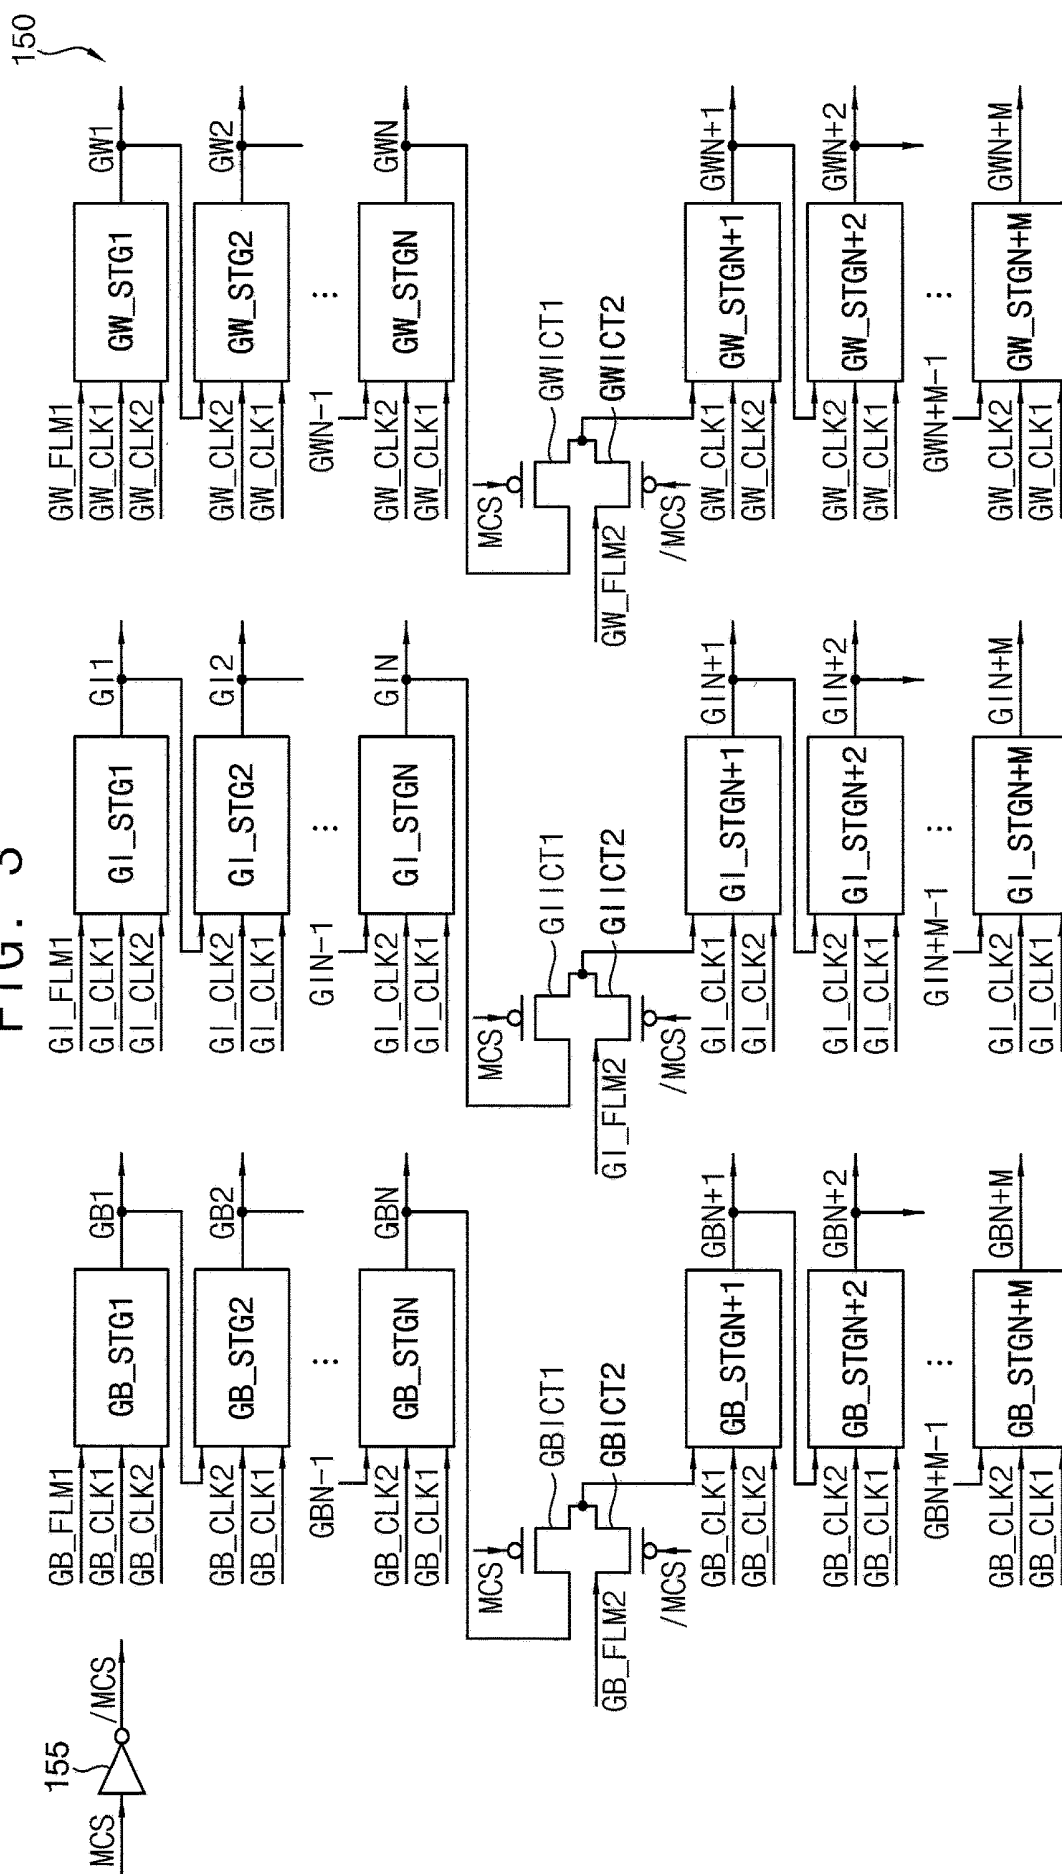 FIG.
150
MCS
155
/MCS
GB_FLM1
GB_CLK1
GB_CLK2
GB_STG1
GB1
GB_CLK2
GB_CLK1
GB_STG2
GB2
...
GBN-1
GB_CLK2
GB_CLK1
GB_STGN
GBN
MCS
GBICT1
GB_FLM2
GBICT2
/MCS
GB_CLK1
GB_CLK2
GB_STGN+1
GBN+1
GB_CLK2
GB_CLK1
GB_STGN+2
GBN+2
...
GBN+M-1
GB_CLK2
GB_CLK1
GB_STGN+M
GBN+M
GI_FLM1
GI_CLK1
GI_CLK2
GI_STG1
GI1
GI_CLK2
GI_CLK1
GI_STG2
GI2
...
GIN-1
GI_CLK2
GI_CLK1
GI_STGN
GIN
MCS
GIICT1
GI_FLM2
GIICT2
/MCS
GI_CLK1
GI_CLK2
GI_STGN+1
GIN+1
GI_CLK2
GI_CLK1
GI_STGN+2
GIN+2
...
GIN+M-1
GI_CLK2
GI_CLK1
GI_STGN+M
GIN+M
GW_FLM1
GW_CLK1
GW_CLK2
GW_STG1
GW1
GW_CLK2
GW_CLK1
GW_STG2
GW2
...
GWN-1
GW_CLK2
GW_CLK1
GW_STGN
GWN
MCS
GWICT1
GW_FLM2
GWICT2
/MCS
GW_CLK1
GW_CLK2
GW_STGN+1
GWN+1
GW_CLK2
GW_CLK1
GW_STGN+2
GWN+2
...
GWN+M-1
GW_CLK2
GW_CLK1
GW_STGN+M
GWN+M